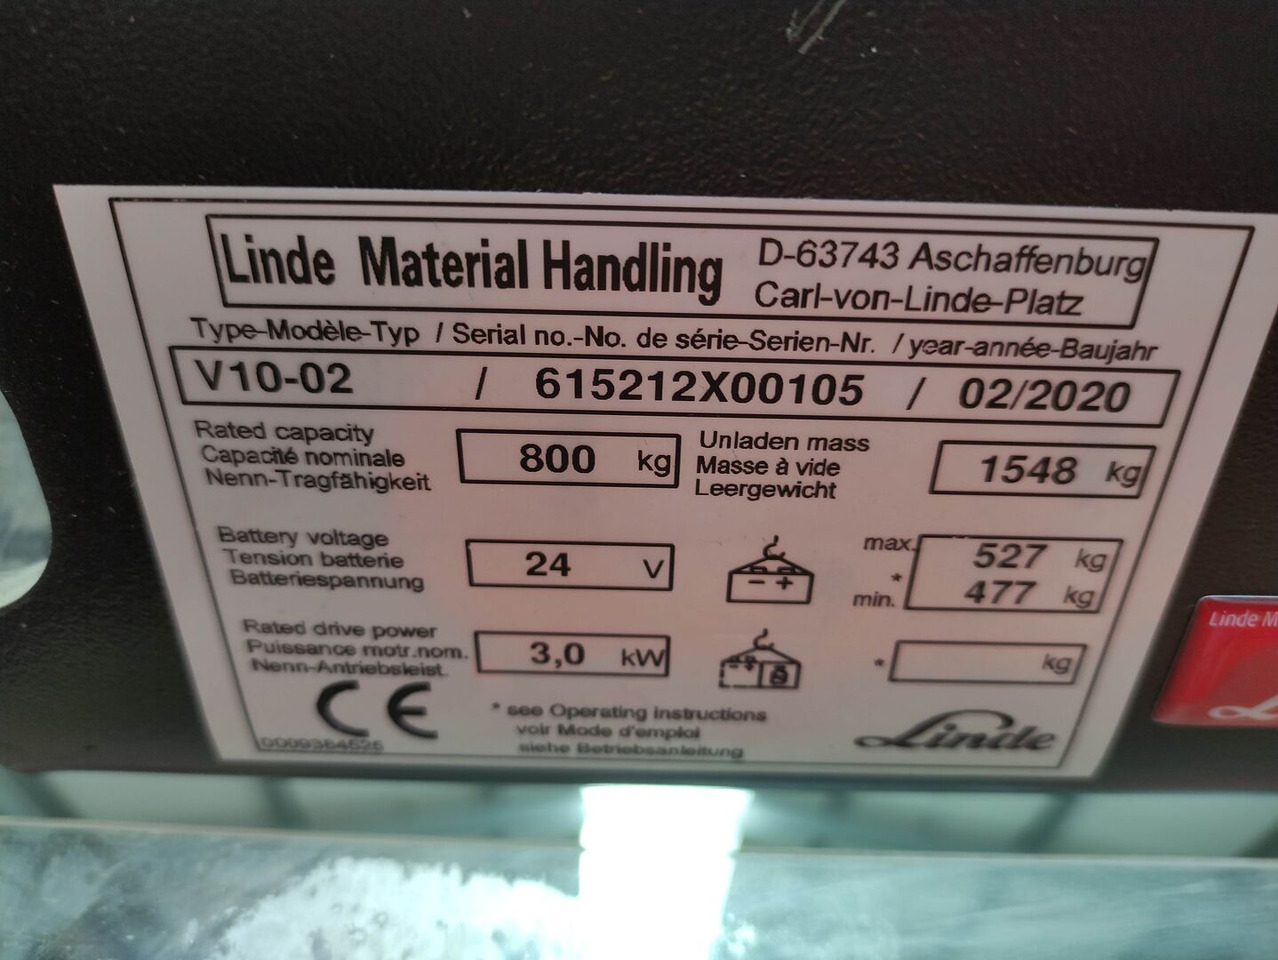 Linde Material Handling
D-63743 Aschaffenburg
Carl-von-Linde-Platz
Type-Modèle-Typ / Serial no.-No. de série-Serien-Nr. / year-année-Baujahr
V10-02 / 615212X00105 / 02/2020
Rated capacity
Capacité nominale
Nenn-Tragfähigkeit
800 kg
Unladen mass
Masse à vide
Leergewicht
1548 kg
Battery voltage
Tension batterie
Batteriespannung
24 V
- +
max. 527 kg
*
min. 477 kg
Rated drive power
Puissance motr.nom.
Nenn-Antriebsleist.
3,0 kW
* kg
CE
* see Operating instructions
voir Mode d'emploi
siehe Betriebsanleitung
Linde
Linde M